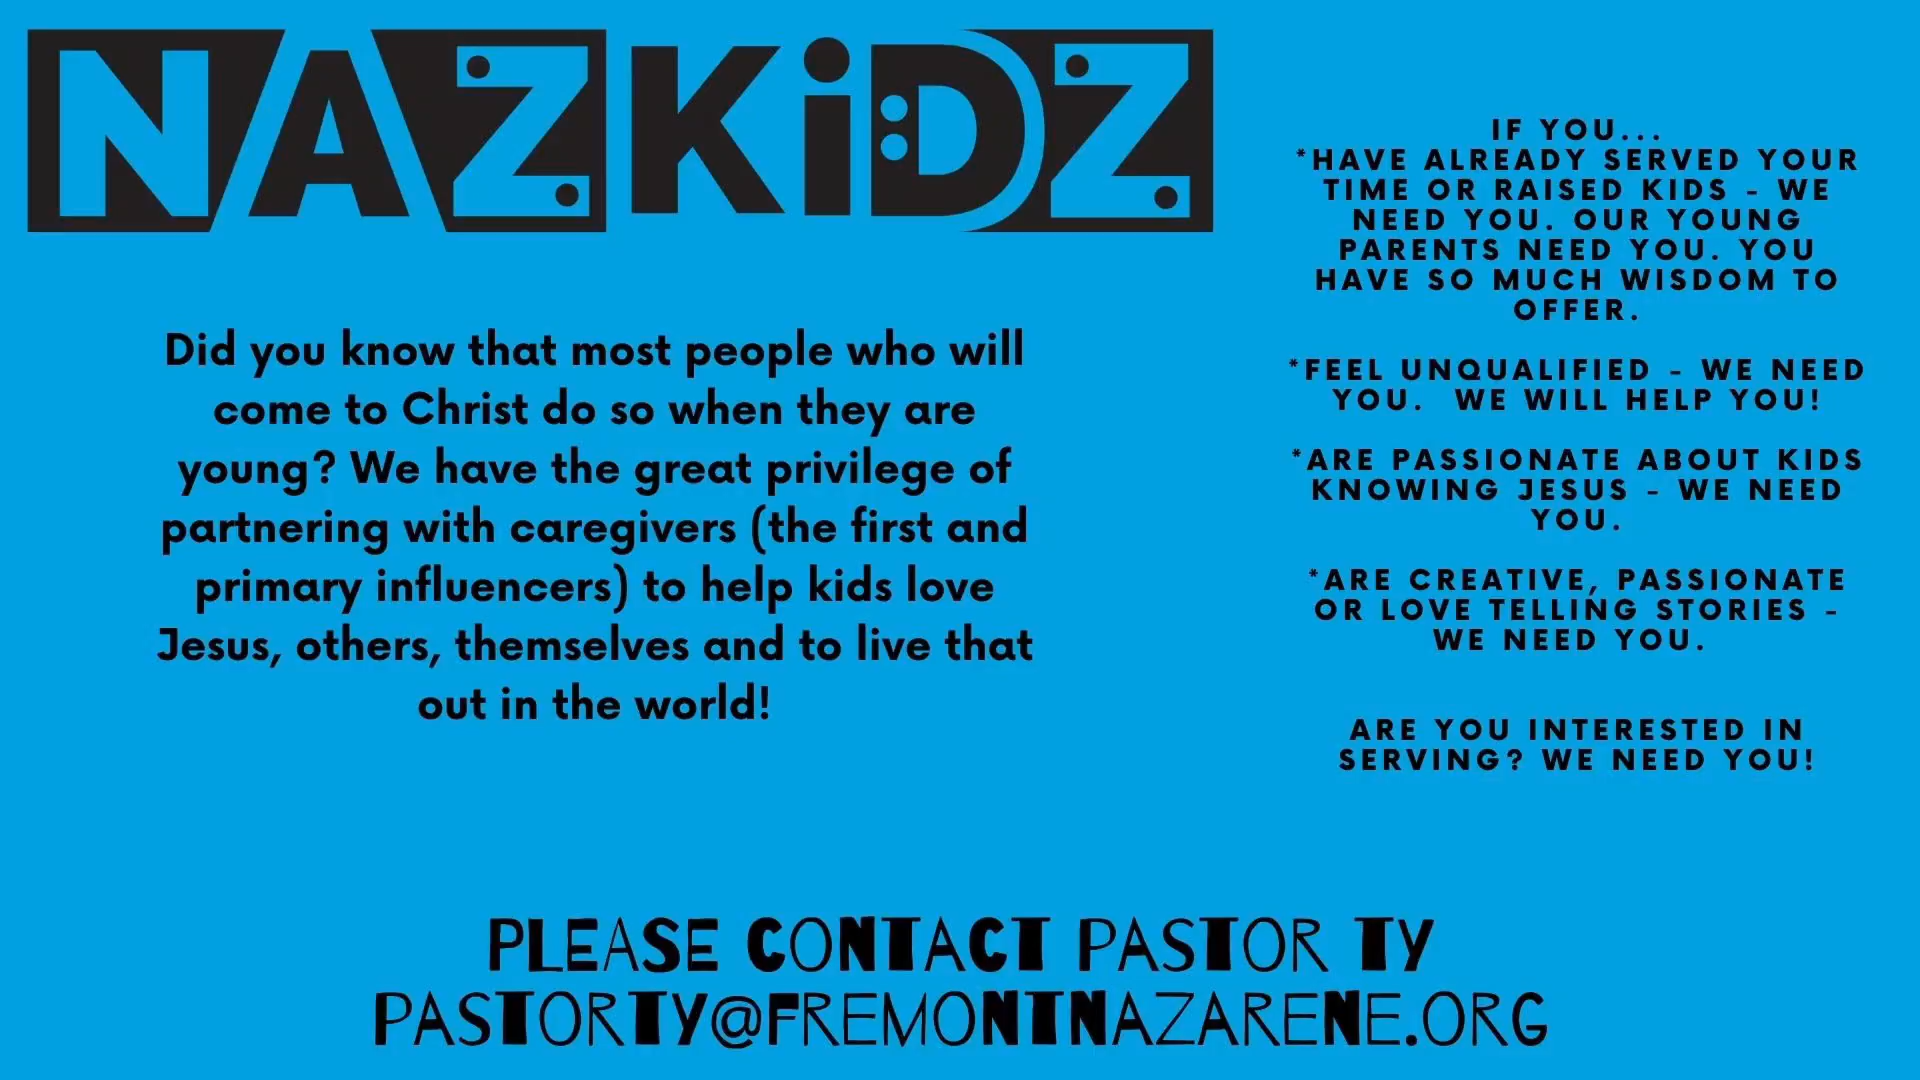 NAZKiDZ
Did you know that most people who will
come to Christ do so when they are
young? We have the great privilege of
partnering with caregivers (the first and
primary influencers) to help kids love
Jesus, others, themselves and to live that
out in the world!
IF YOU...
*HAVE ALREADY SERVED YOUR
TIME OR RAISED KIDS - WE
NEED YOU. OUR YOUNG
PARENTS NEED YOU. YOU
HAVE SO MUCH WISDOM TO
OFFER.
*FEEL UNQUALIFIED - WE NEED
YOU.  WE WILL HELP YOU!
*ARE PASSIONATE ABOUT KIDS
KNOWING JESUS - WE NEED
YOU.
*ARE CREATIVE, PASSIONATE
OR LOVE TELLING STORIES -
WE NEED YOU.
ARE YOU INTERESTED IN
SERVING? WE NEED YOU!
PLEASE CONTACT PASTOR TY
PASTORTY@FREMONTNAZARENE.ORG